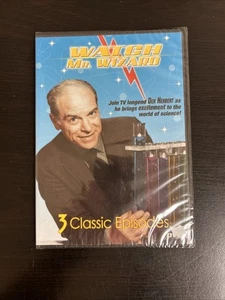 WATCH
MR. WIZARD
Join TV longend DON HERBERT as
he brings excitement to the
world of science!
3 Classic Episodes